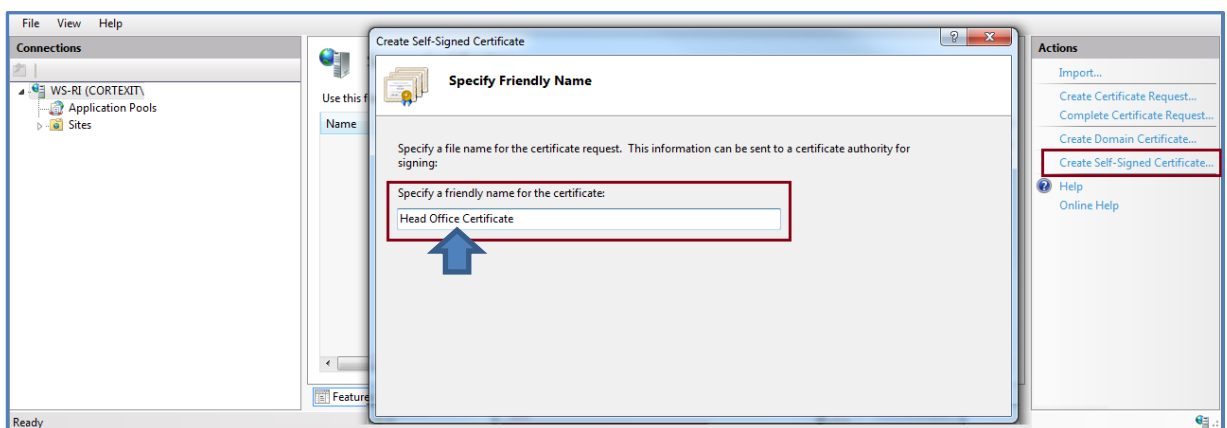 File View Help
Connections
WS-RI (CORTEXIT\
Application Pools
Sites
Ready
Use this
Name
Feature
Create Self-Signed Certificate
Specify Friendly Name
Specify a file name for the certificate request. This information can be sent to a certificate authority for
signing:
Specify a friendly name for the certificate:
Head Office Certificate
Actions
Import...
Create Certificate Request...
Complete Certificate Request...
Create Domain Certificate...
Create Self-Signed Certificate...
Help
Online Help